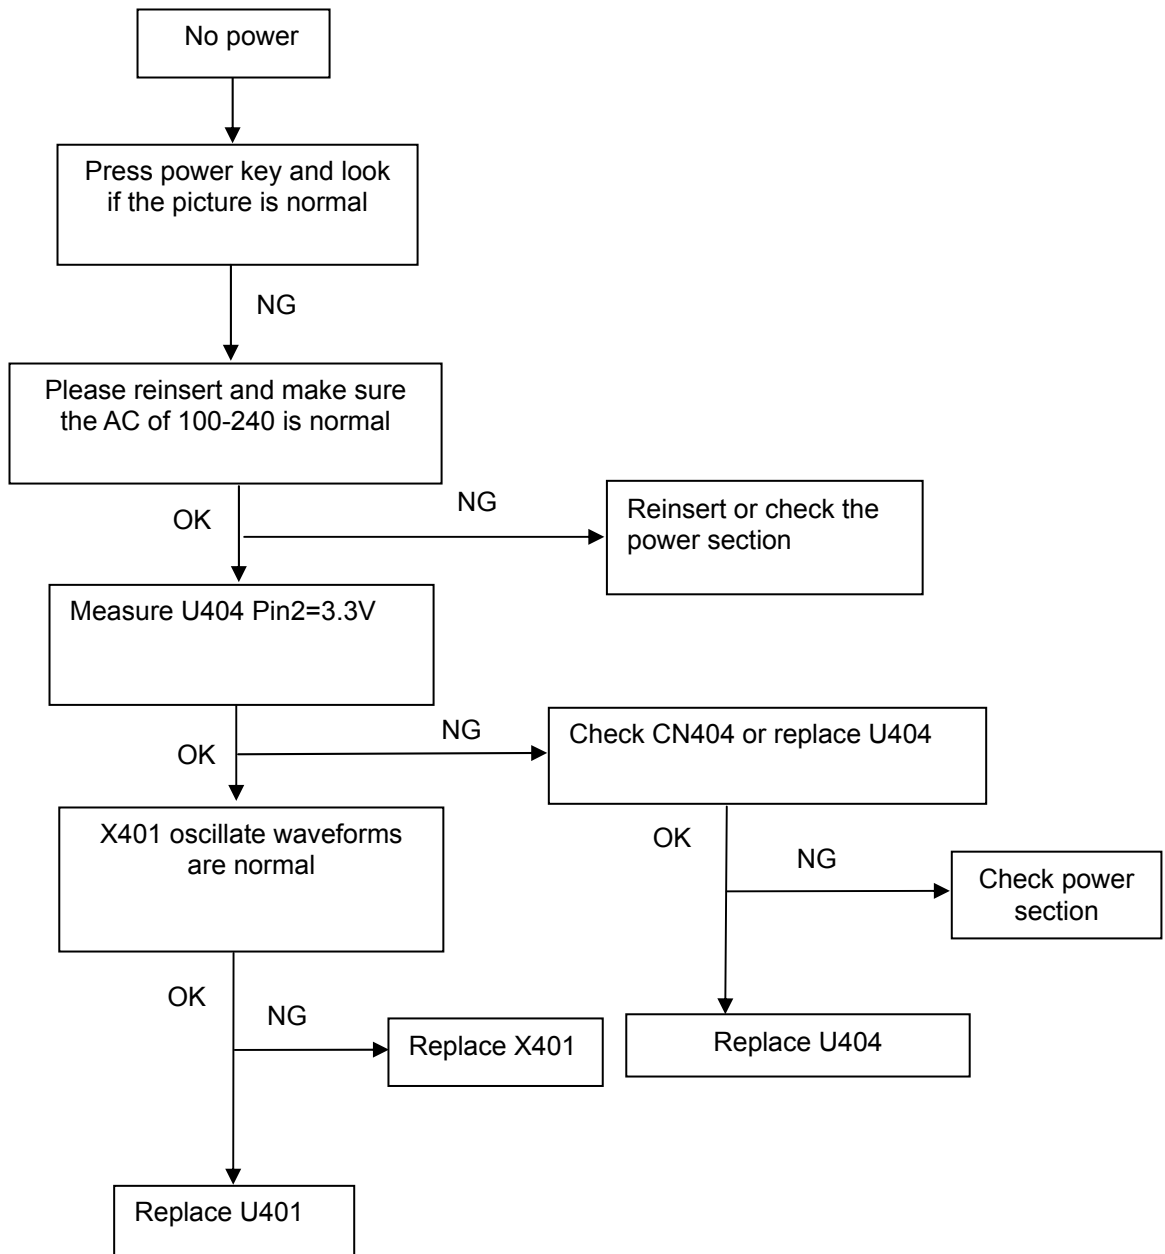 No power
Press power key and look
if the picture is normal
NG
Please reinsert and make sure
the AC of 100-240 is normal
OK
NG
Reinsert or check the
power section
Measure U404 Pin2=3.3V
OK
NG
Check CN404 or replace U404
X401 oscillate waveforms
are normal
OK
NG
Check power
section
OK
NG
Replace X401
Replace U404
Replace U401